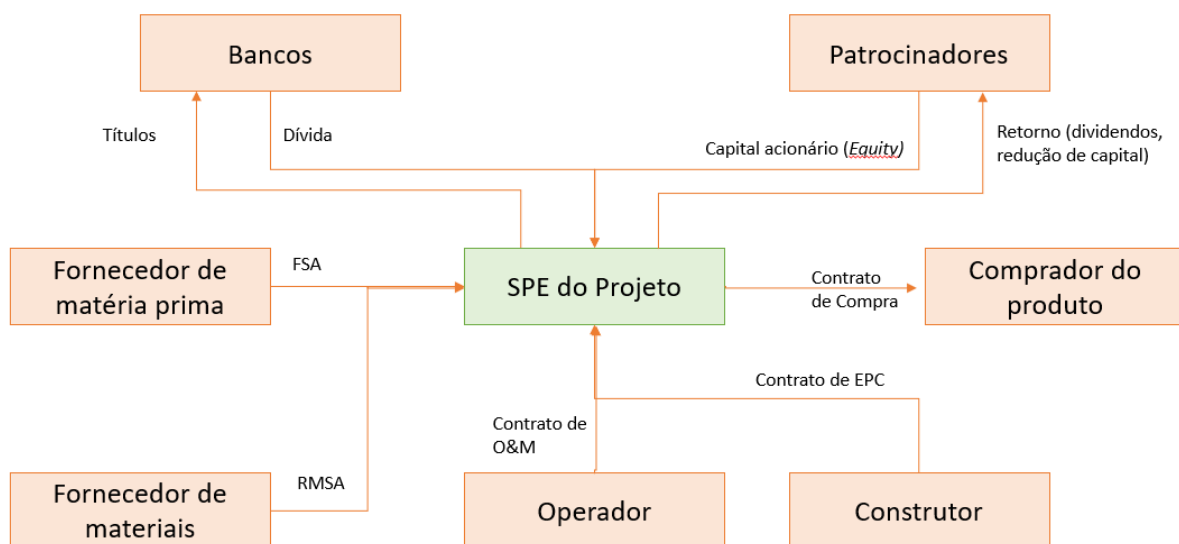 Bancos
Patrocinadores
Títulos
Dívida
Capital acionário (Equity)
Retorno (dividendos,
redução de capital)
Fornecedor de
matéria prima
FSA
SPE do Projeto
Contrato
de Compra
Comprador do
produto
Contrato de EPC
Contrato de
O&M
Fornecedor de
materiais
RMSA
Operador
Construtor